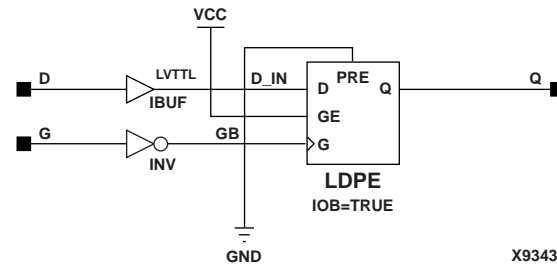 VCC
D
LVTTL
D_IN
PRE
Q
IBUF
D
Q
GE
G
GB
G
INV
LDPE
IOB=TRUE
GND
X9343